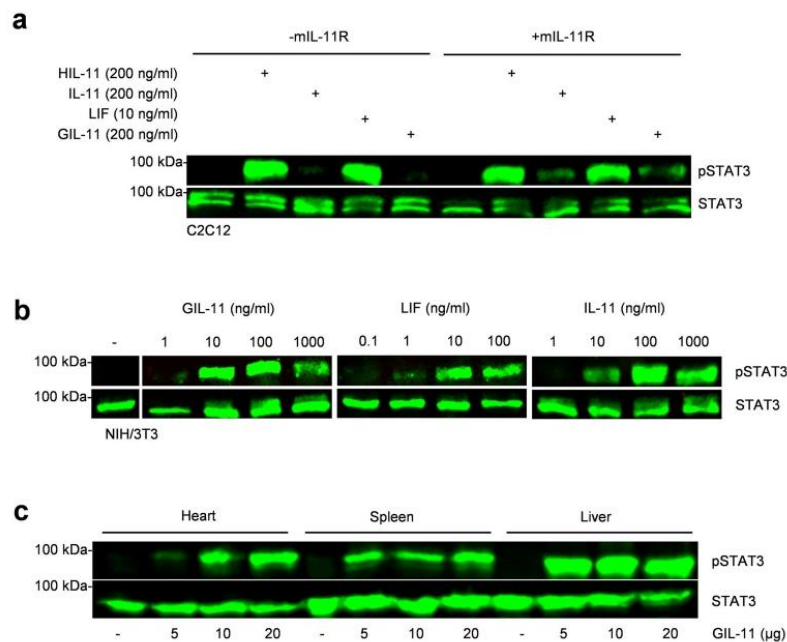 a
-mIL-11R +mIL-11R
HIL-11 (200 ng/ml) + +
IL-11 (200 ng/ml) + +
LIF (10 ng/ml) + +
GIL-11 (200 ng/ml) + +
100 kDa- pSTAT3
100 kDa- STAT3
C2C12
b
GIL-11 (ng/ml) LIF (ng/ml) IL-11 (ng/ml)
- 1 10 100 1000 0.1 1 10 100 1 10 100 1000
100 kDa- pSTAT3
100 kDa- STAT3
NIH/3T3
c
Heart Spleen Liver
100 kDa- pSTAT3
100 kDa- STAT3
- 5 10 20 - 5 10 20 - 5 10 20 GIL-11 (µg)